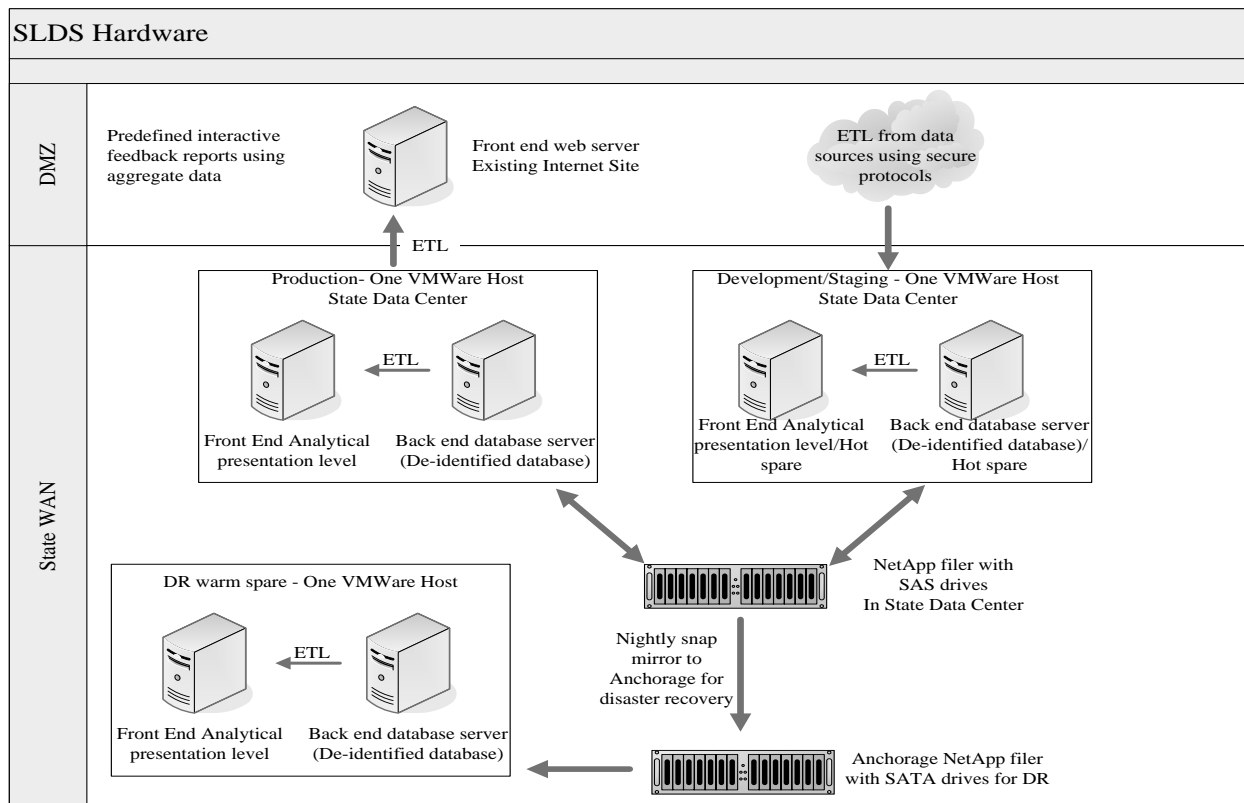 SLDS Hardware
DMZ
Predefined interactive
feedback reports using
aggregate data
Front end web server
Existing Internet Site
ETL from data
sources using secure
protocols
ETL
State WAN
Production- One VMWare Host
State Data Center
ETL
Front End Analytical
presentation level
Back end database server
(De-identified database)
Development/Staging - One VMWare Host
State Data Center
ETL
Front End Analytical
presentation level/Hot
spare
Back end database server
(De-identified database)/
Hot spare
NetApp filer with
SAS drives
In State Data Center
Nightly snap
mirror to
Anchorage for
disaster recovery
DR warm spare - One VMWare Host
ETL
Front End Analytical
presentation level
Back end database server
(De-identified database)
Anchorage NetApp filer
with SATA drives for DR